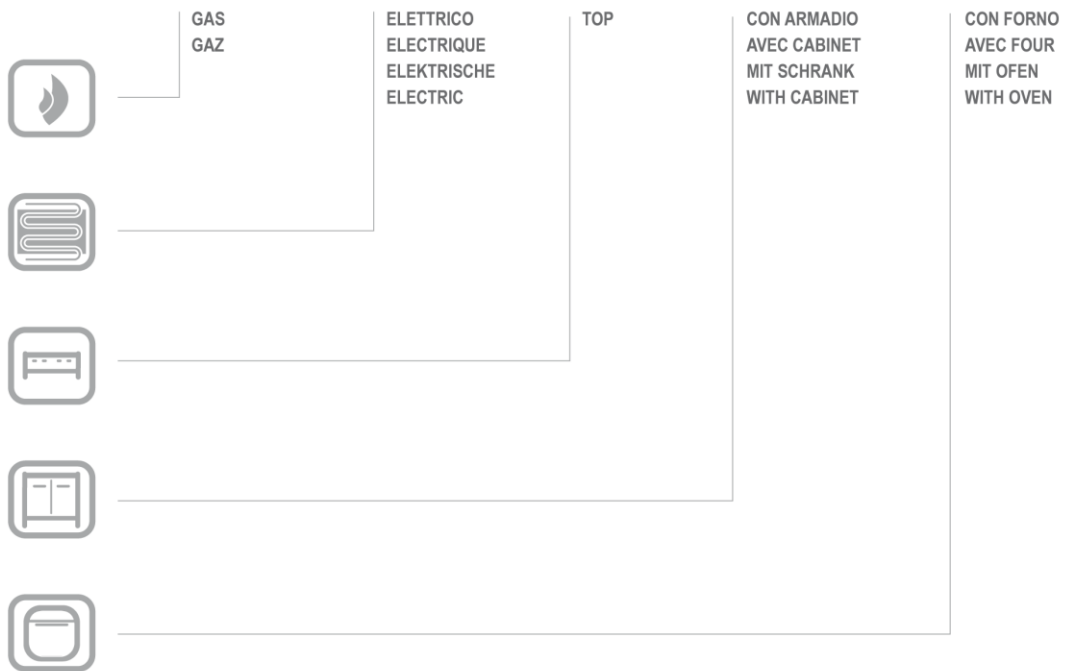 GAS
GAZ
ELETTRICO
ELECTRIQUE
ELEKTRISCHE
ELECTRIC
TOP
CON ARMADIO
AVEC CABINET
MIT SCHRANK
WITH CABINET
CON FORNO
AVEC FOUR
MIT OFEN
WITH OVEN